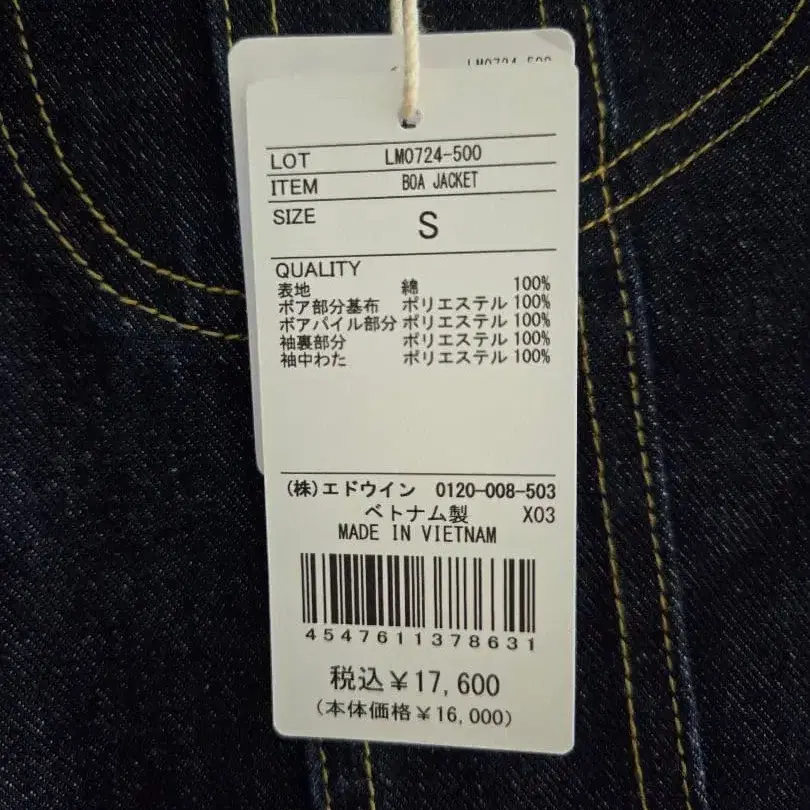 LM0724-500
LOT LM0724-500
ITEM BOA JACKET
SIZE S
QUALITY
表地 綿 100%
ボア部分基布 ポリエステル 100%
ボアパイル部分 ポリエステル 100%
袖裏部分 ポリエステル 100%
袖中わた ポリエステル 100%
(株)エドウイン 0120-008-503
ベトナム製 X03
MADE IN VIETNAM
4547611378631
税込¥17,600
(本体価格¥16,000)